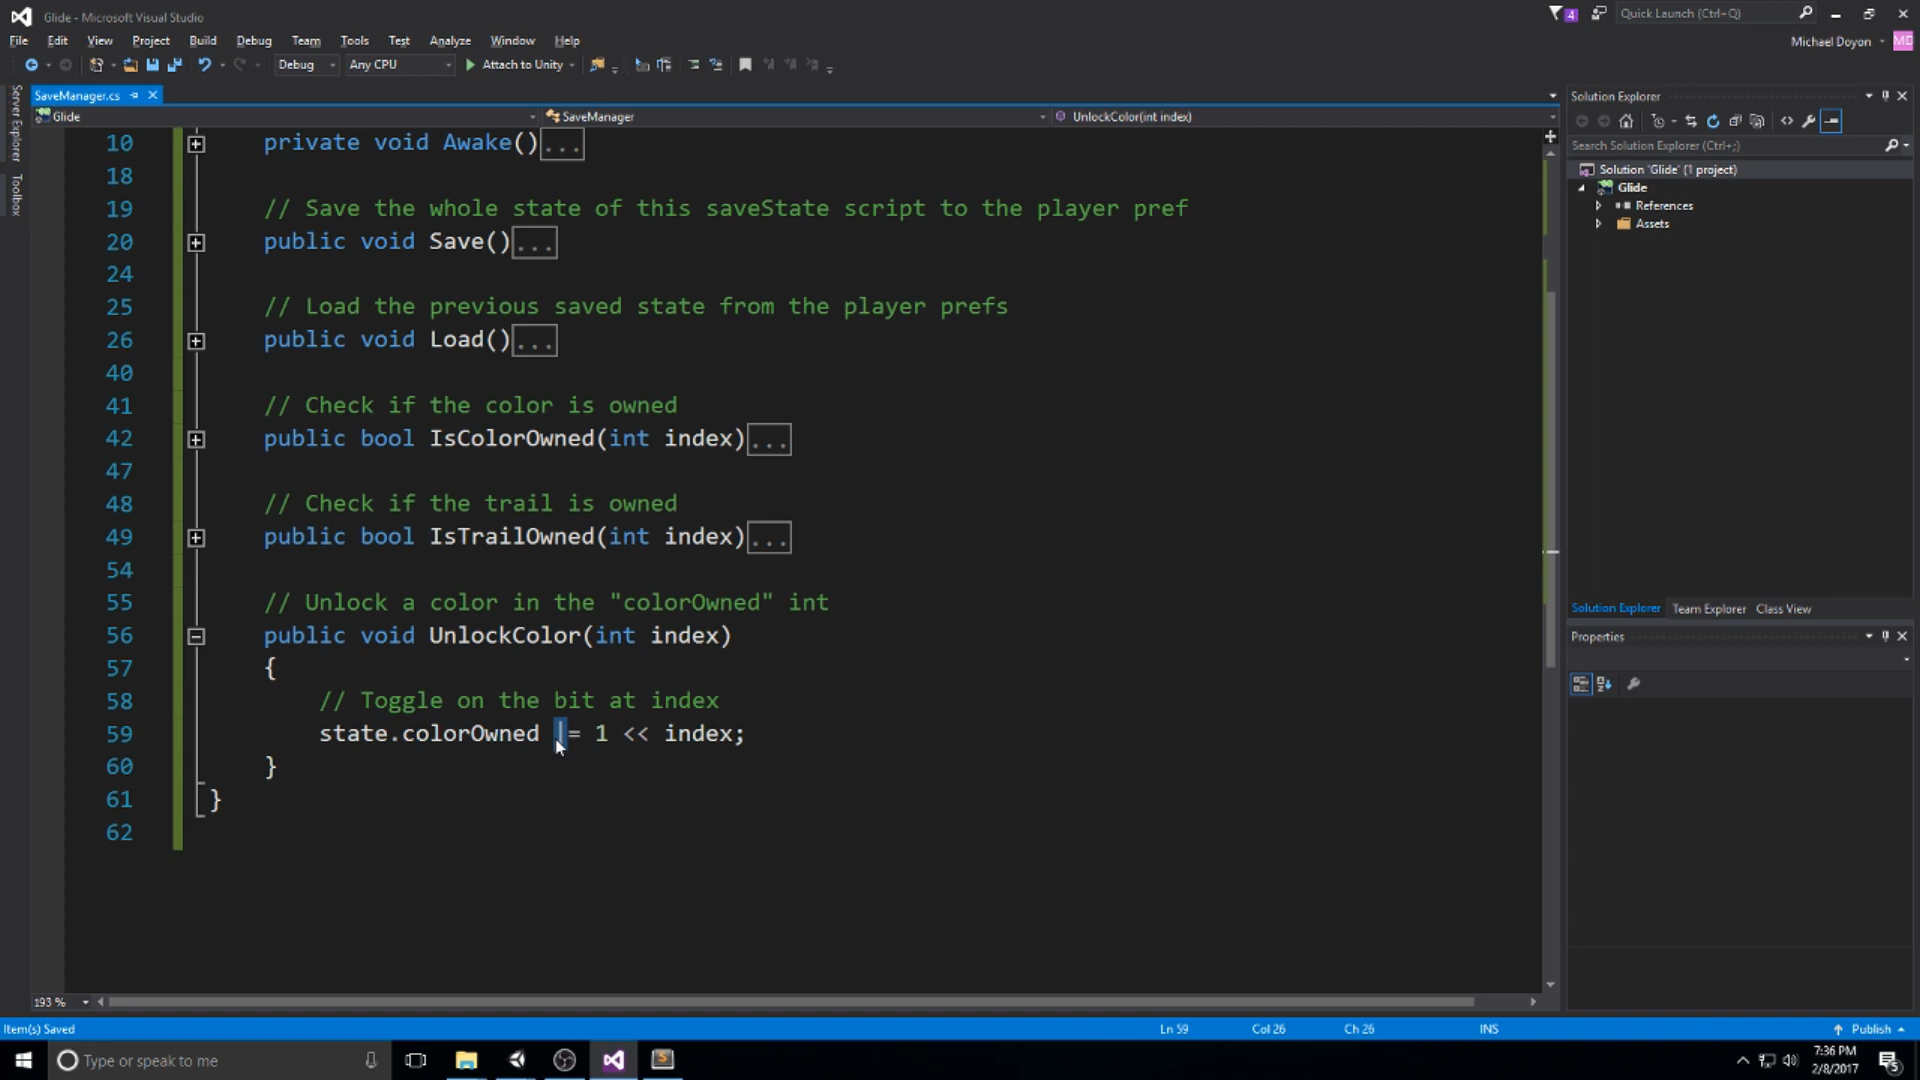 Glide - Microsoft Visual Studio
4
Quick Launch (Ctrl+Q)
File Edit View Project Build Debug Team Tools Test Analyze Window Help
Michael Doyon
MD
Debug Any CPU Attach to Unity
Server Explorer
Toolbox
SaveManager.cs
Glide SaveManager UnlockColor(int index)
10 private void Awake()...
18
19 // Save the whole state of this saveState script to the player pref
20 public void Save()...
24
25 // Load the previous saved state from the player prefs
26 public void Load()...
40
41 // Check if the color is owned
42 public bool IsColorOwned(int index)...
47
48 // Check if the trail is owned
49 public bool IsTrailOwned(int index)...
54
55 // Unlock a color in the "colorOwned" int
56 public void UnlockColor(int index)
57 {
58 // Toggle on the bit at index
59 state.colorOwned |= 1 << index;
60 }
61 }
62
193 %
Solution Explorer
Search Solution Explorer (Ctrl+;)
Solution 'Glide' (1 project)
Glide
References
Assets
Solution Explorer Team Explorer Class View
Properties
Item(s) Saved Ln 59 Col 26 Ch 26 INS Publish
Type or speak to me
7:36 PM
2/8/2017
5